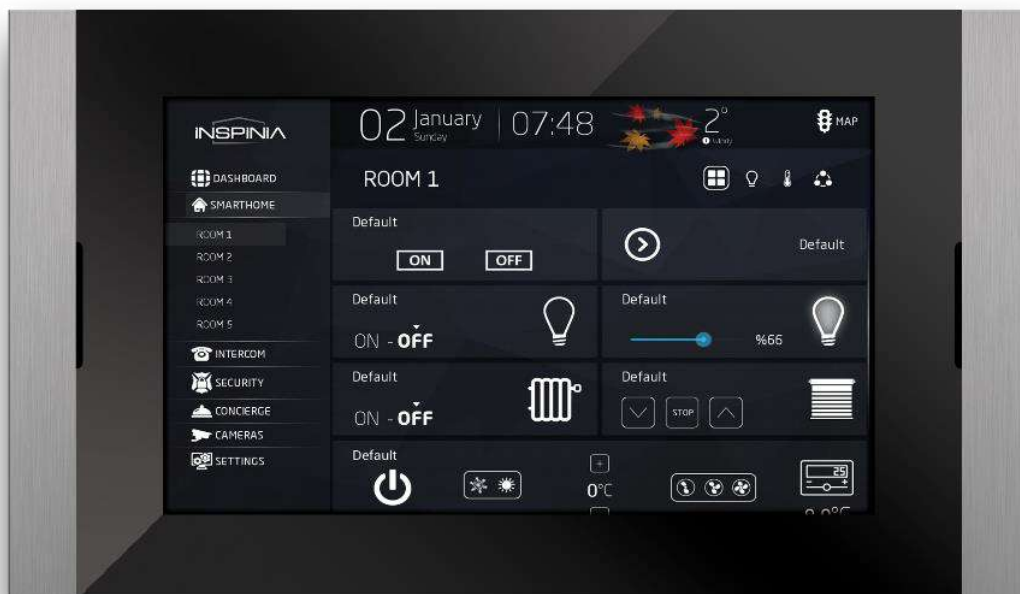 INSPINIA
02 January
Sunday
07:48
2°
MAP
DASHBOARD
SMARTHOME
ROOM 1
ROOM 2
ROOM 3
ROOM 4
ROOM 5
INTERCOM
SECURITY
CONCIERGE
CAMERAS
SETTINGS
ROOM 1
Default
ON OFF
Default
Default
ON - OFF
Default
%66
Default
ON - OFF
Default
STOP
Default
0°C
25